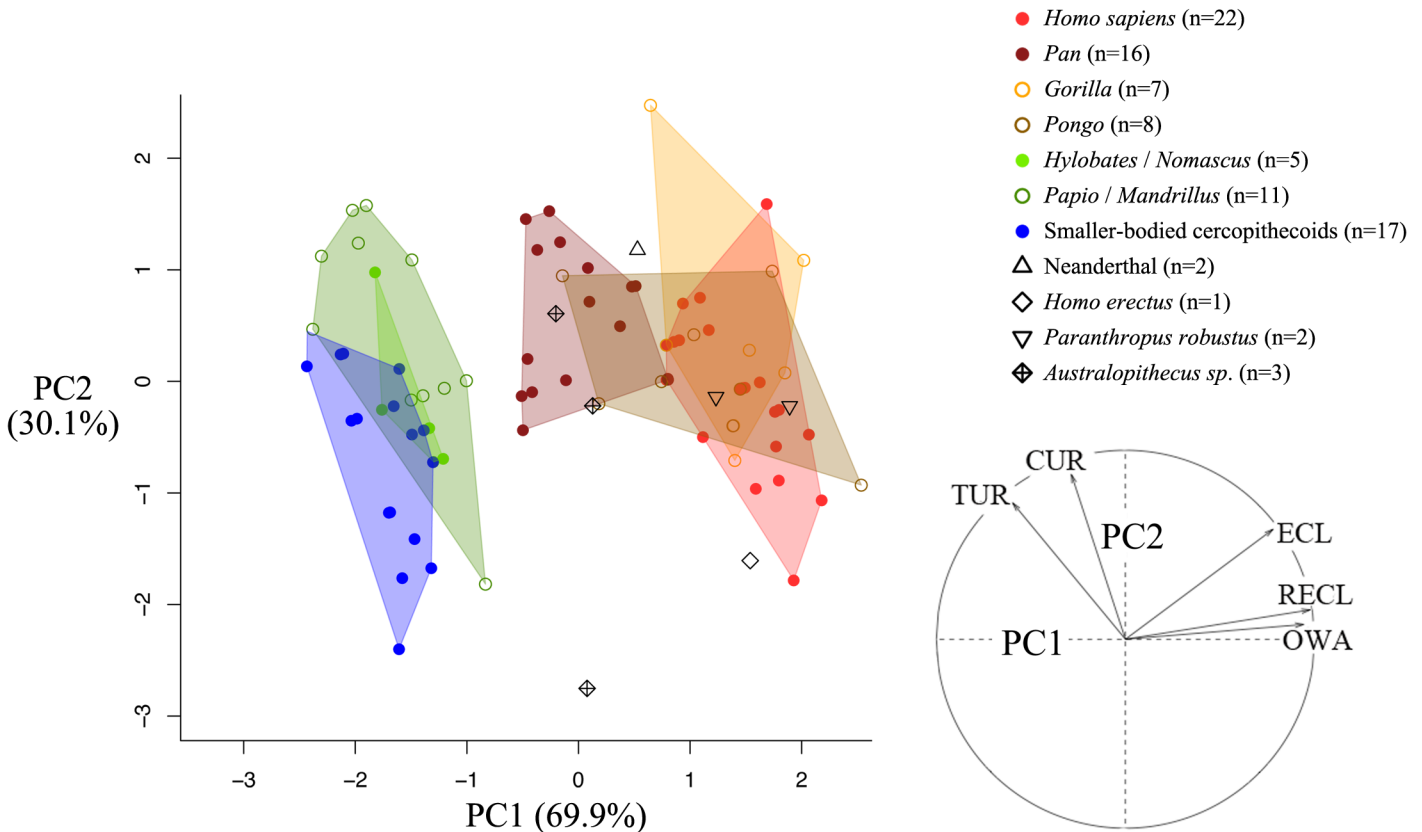 Homo sapiens (n=22)
Pan (n=16)
Gorilla (n=7)
Pongo (n=8)
Hylobates / Nomascus (n=5)
Papio / Mandrillus (n=11)
Smaller-bodied cercopithecoids (n=17)
Neanderthal (n=2)
Homo erectus (n=1)
Paranthropus robustus (n=2)
Australopithecus sp. (n=3)
PC2
(30.1%)
2
1
0
−1
−2
−3
−3 −2 −1 0 1 2
PC1 (69.9%)
CUR
TUR
PC2
ECL
RECL
PC1
OWA